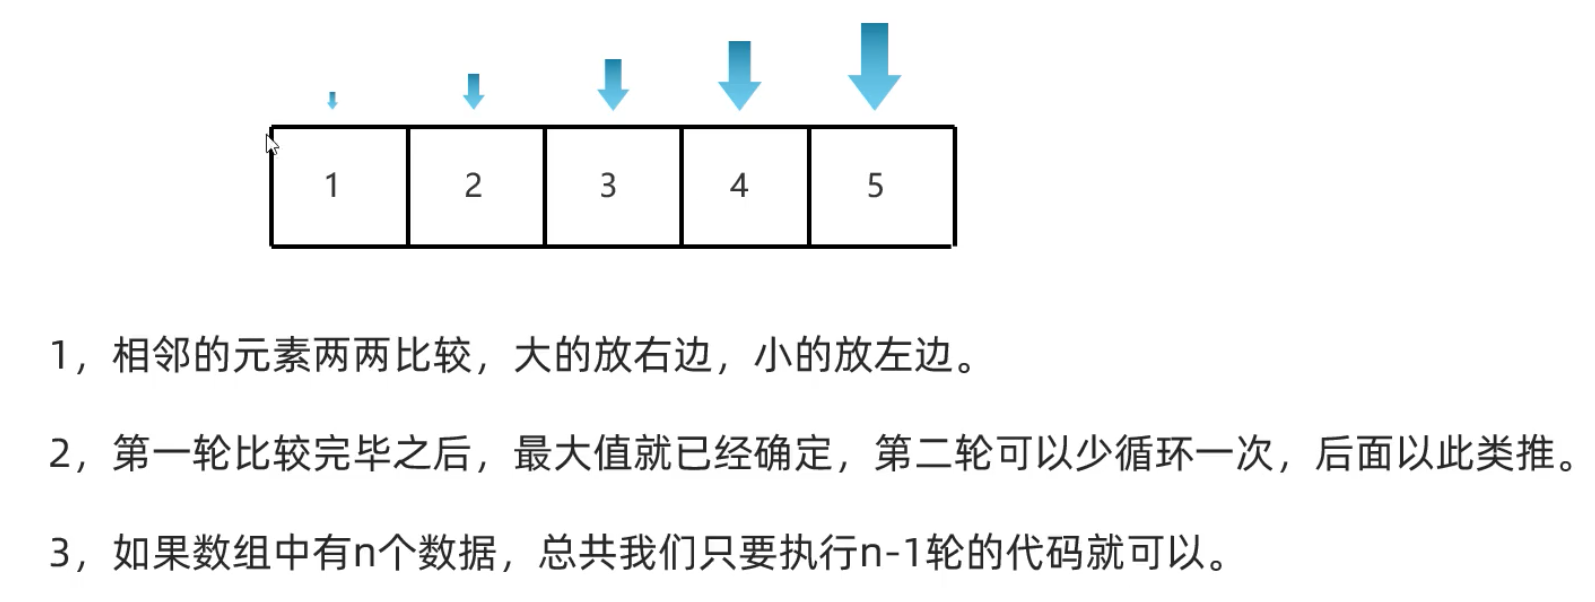 1 2 3 4 5
1，相邻的元素两两比较，大的放右边，小的放左边。
2，第一轮比较完毕之后，最大值就已经确定，第二轮可以少循环一次，后面以此类推。
3，如果数组中有n个数据，总共我们只要执行n-1轮的代码就可以。